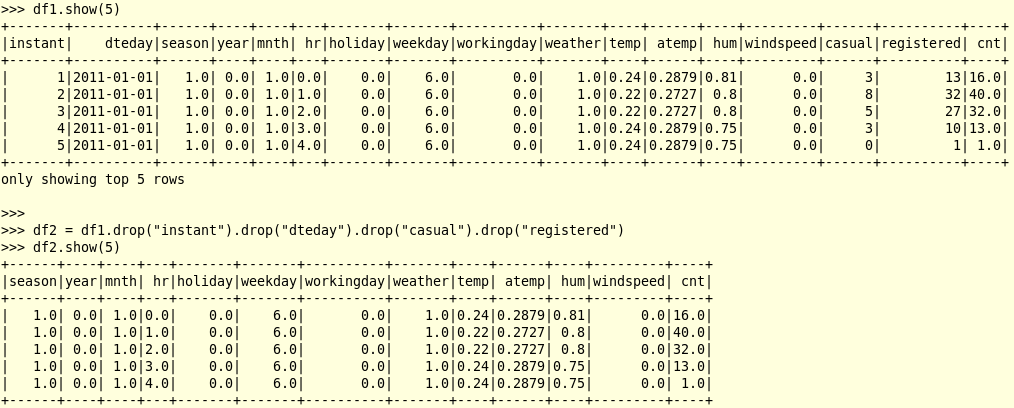 >>> df1.show(5)
+-------+----------+------+----+----+---+-------+-------+----------+-------+----+------+----+---------+------+----------+----+
|instant|    dteday|season|year|mnth| hr|holiday|weekday|workingday|weather|temp| atemp| hum|windspeed|casual|registered| cnt|
+-------+----------+------+----+----+---+-------+-------+----------+-------+----+------+----+---------+------+----------+----+
|      1|2011-01-01|   1.0| 0.0| 1.0|0.0|    0.0|    6.0|       0.0|    1.0|0.24|0.2879|0.81|      0.0|     3|        13|16.0|
|      2|2011-01-01|   1.0| 0.0| 1.0|1.0|    0.0|    6.0|       0.0|    1.0|0.22|0.2727| 0.8|      0.0|     8|        32|40.0|
|      3|2011-01-01|   1.0| 0.0| 1.0|2.0|    0.0|    6.0|       0.0|    1.0|0.22|0.2727| 0.8|      0.0|     5|        27|32.0|
|      4|2011-01-01|   1.0| 0.0| 1.0|3.0|    0.0|    6.0|       0.0|    1.0|0.24|0.2879|0.75|      0.0|     3|        10|13.0|
|      5|2011-01-01|   1.0| 0.0| 1.0|4.0|    0.0|    6.0|       0.0|    1.0|0.24|0.2879|0.75|      0.0|     0|         1| 1.0|
+-------+----------+------+----+----+---+-------+-------+----------+-------+----+------+----+---------+------+----------+----+
only showing top 5 rows

>>>
>>> df2 = df1.drop("instant").drop("dteday").drop("casual").drop("registered")
>>> df2.show(5)
+------+----+----+---+-------+-------+----------+-------+----+------+----+---------+----+
|season|year|mnth| hr|holiday|weekday|workingday|weather|temp| atemp| hum|windspeed| cnt|
+------+----+----+---+-------+-------+----------+-------+----+------+----+---------+----+
|   1.0| 0.0| 1.0|0.0|    0.0|    6.0|       0.0|    1.0|0.24|0.2879|0.81|      0.0|16.0|
|   1.0| 0.0| 1.0|1.0|    0.0|    6.0|       0.0|    1.0|0.22|0.2727| 0.8|      0.0|40.0|
|   1.0| 0.0| 1.0|2.0|    0.0|    6.0|       0.0|    1.0|0.22|0.2727| 0.8|      0.0|32.0|
|   1.0| 0.0| 1.0|3.0|    0.0|    6.0|       0.0|    1.0|0.24|0.2879|0.75|      0.0|13.0|
|   1.0| 0.0| 1.0|4.0|    0.0|    6.0|       0.0|    1.0|0.24|0.2879|0.75|      0.0| 1.0|
+------+----+----+---+-------+-------+----------+-------+----+------+----+---------+----+